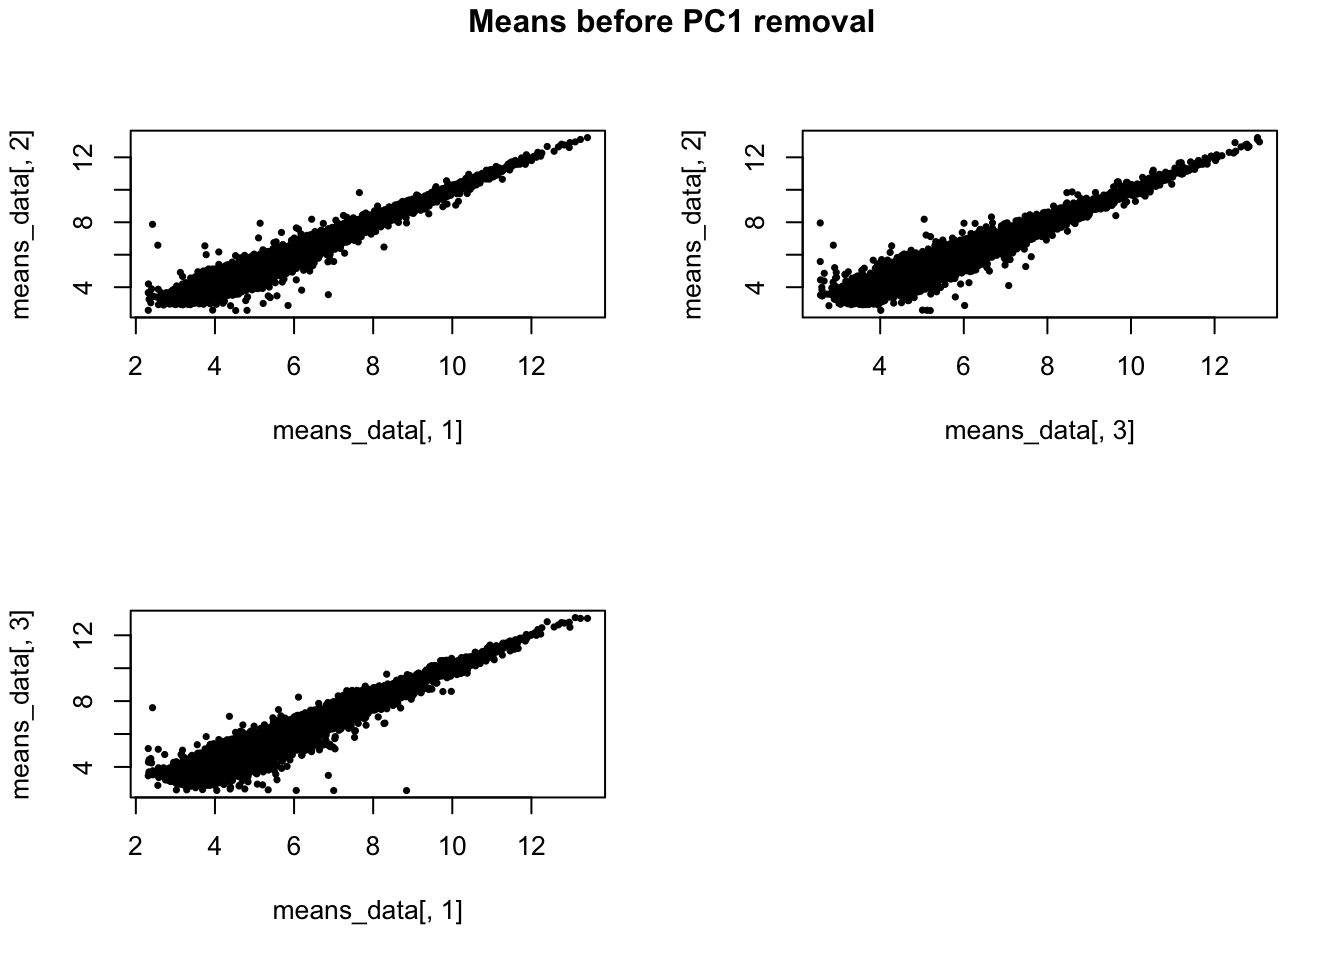 Means before PC1 removal
means_data[, 2]
4 8 12
2 4 6 8 10 12
means_data[, 1]
means_data[, 2]
4 8 12
4 6 8 10 12
means_data[, 3]
means_data[, 3]
4 8 12
2 4 6 8 10 12
means_data[, 1]